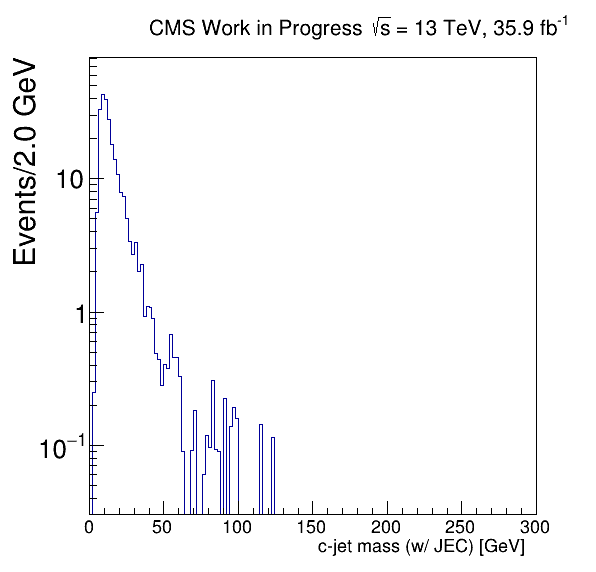 CMS Work in Progress √s = 13 TeV, 35.9 fb⁻¹
Events/2.0 GeV
10
1
10⁻¹
0 50 100 150 200 250 300
c-jet mass (w/ JEC) [GeV]